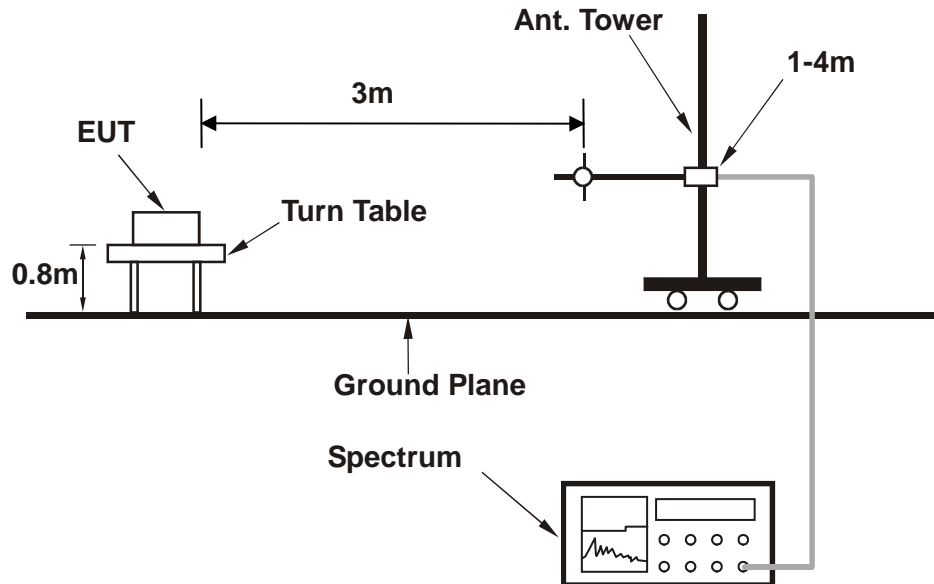 Ant. Tower
1-4m
3m
EUT
Turn Table
0.8m
Ground Plane
Spectrum